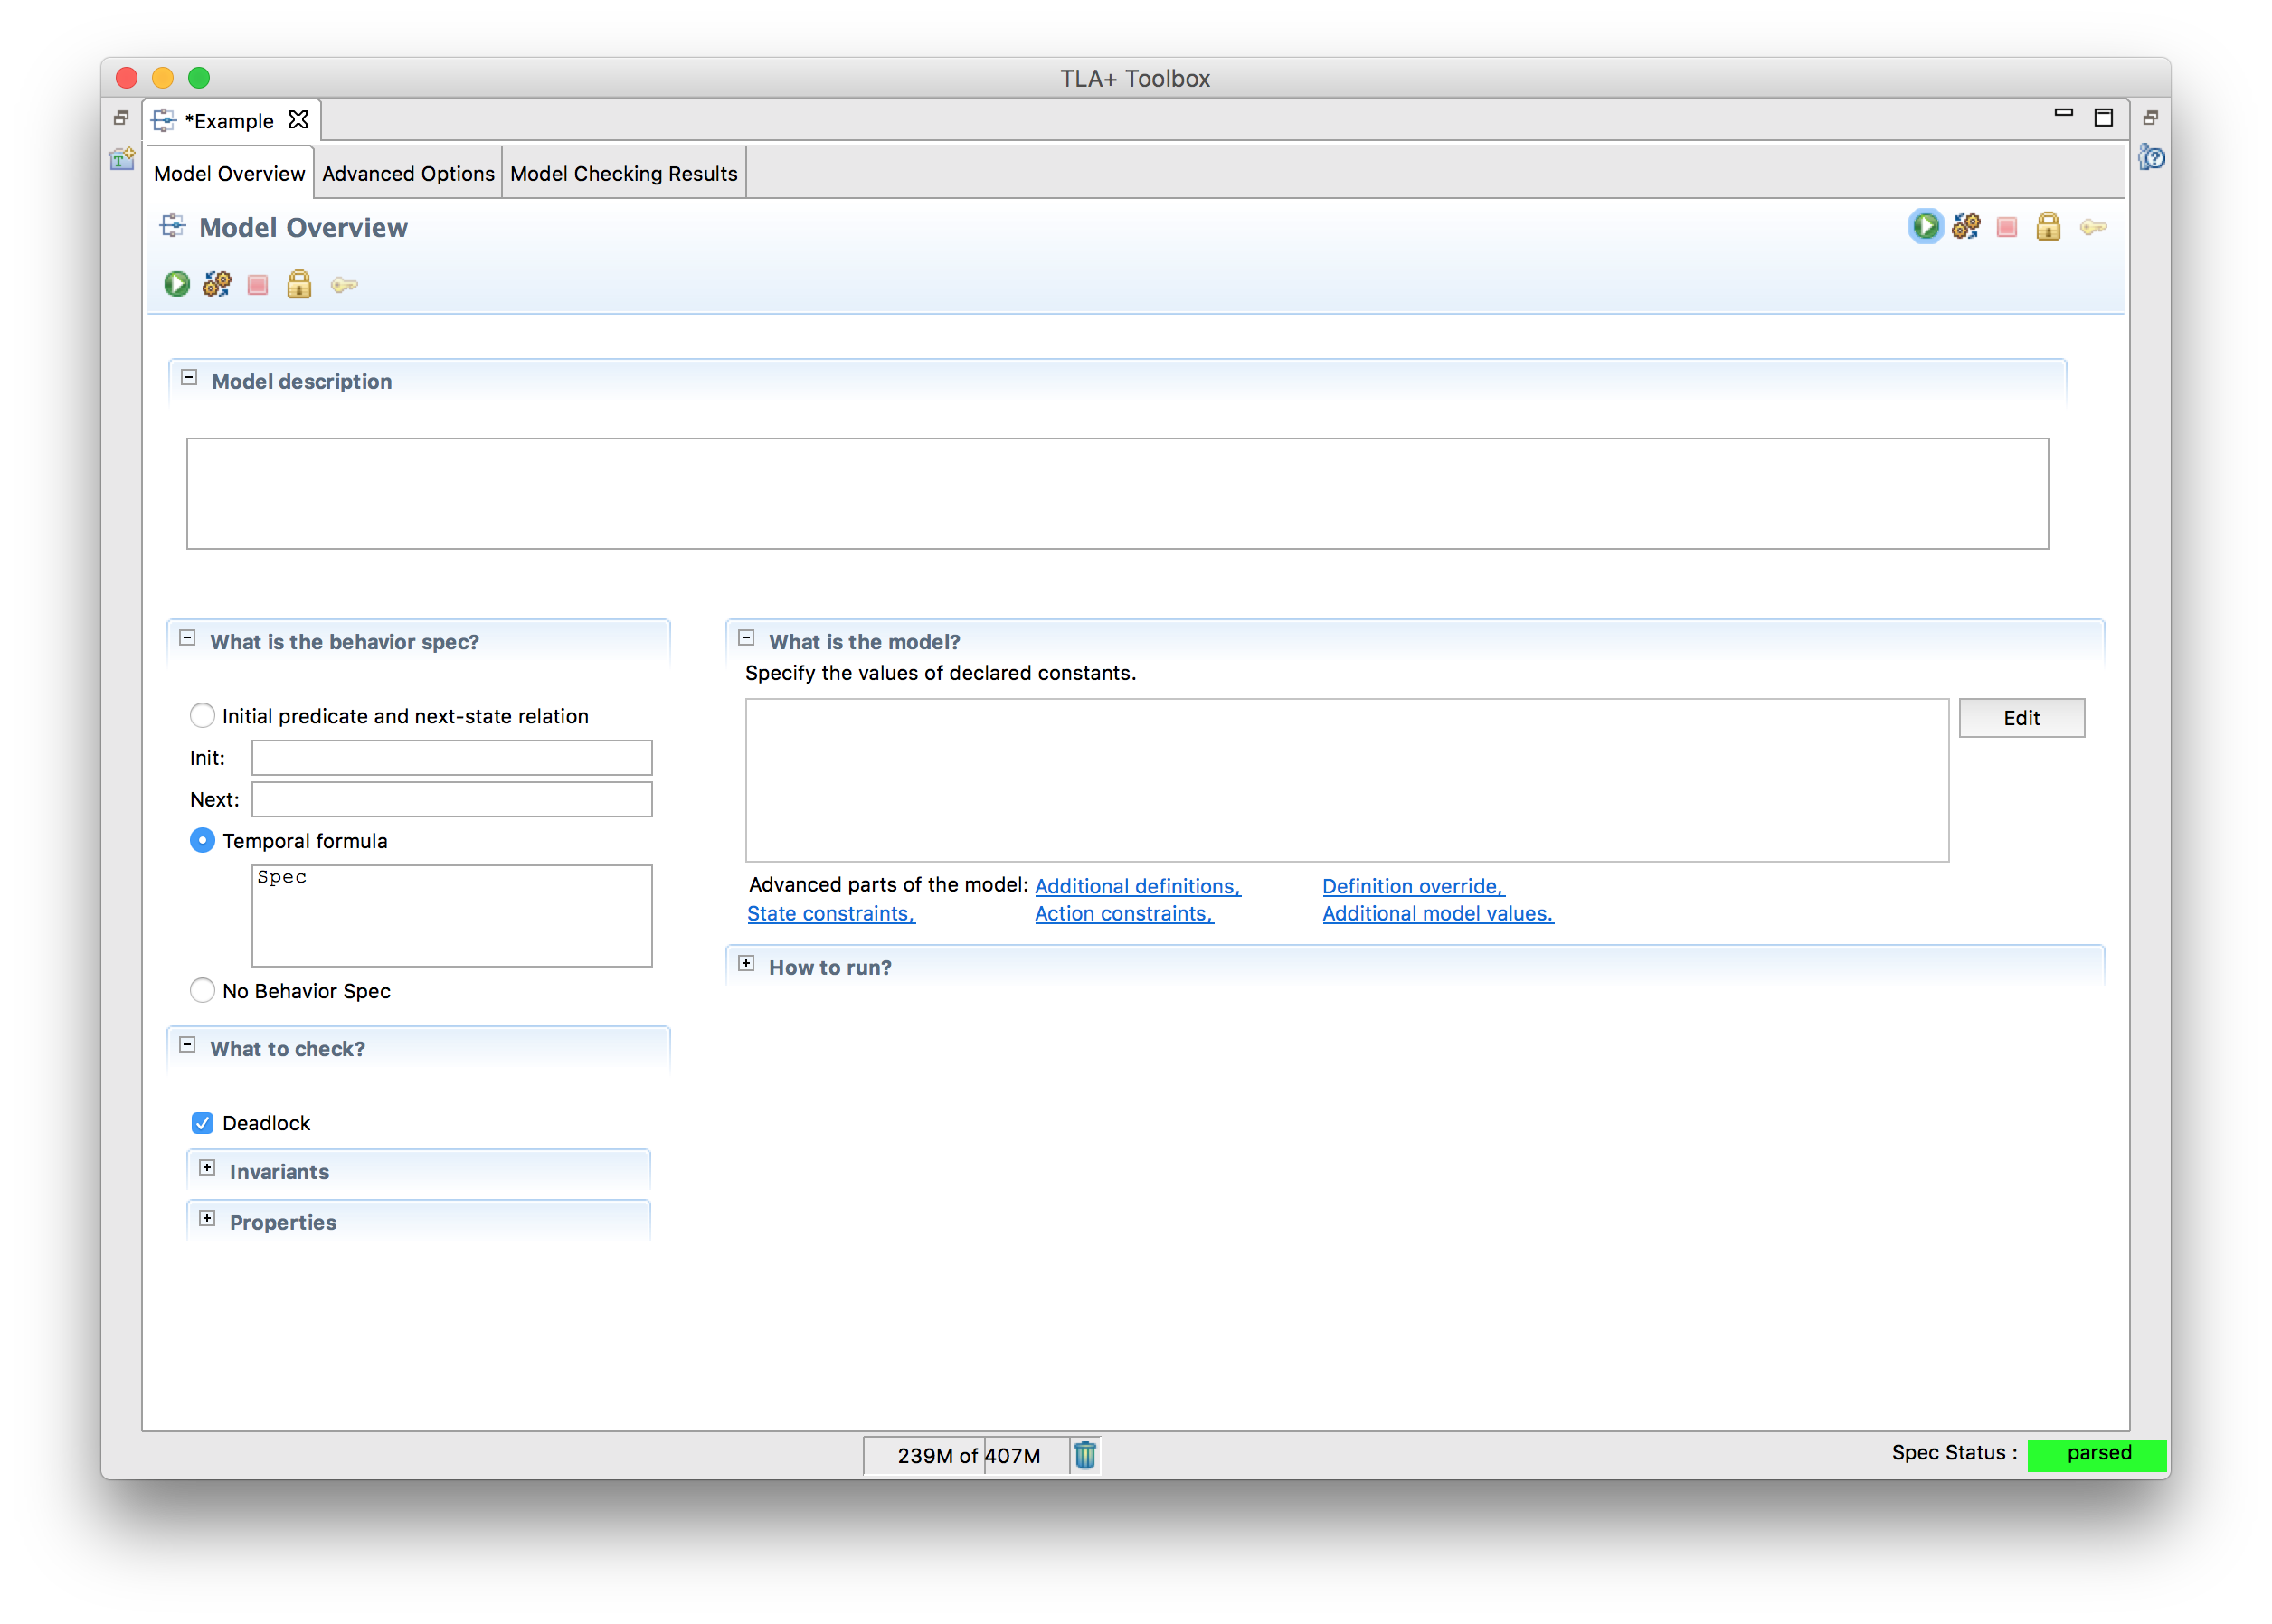 TLA+ Toolbox
*Example
Model Overview
Advanced Options
Model Checking Results
Model Overview
Model description
What is the behavior spec?
Initial predicate and next-state relation
Init:
Next:
Temporal formula
Spec
No Behavior Spec
What to check?
Deadlock
Invariants
Properties
What is the model?
Specify the values of declared constants.
Edit
Advanced parts of the model: Additional definitions, Definition override,
State constraints, Action constraints, Additional model values.
How to run?
239M of 407M
Spec Status : parsed